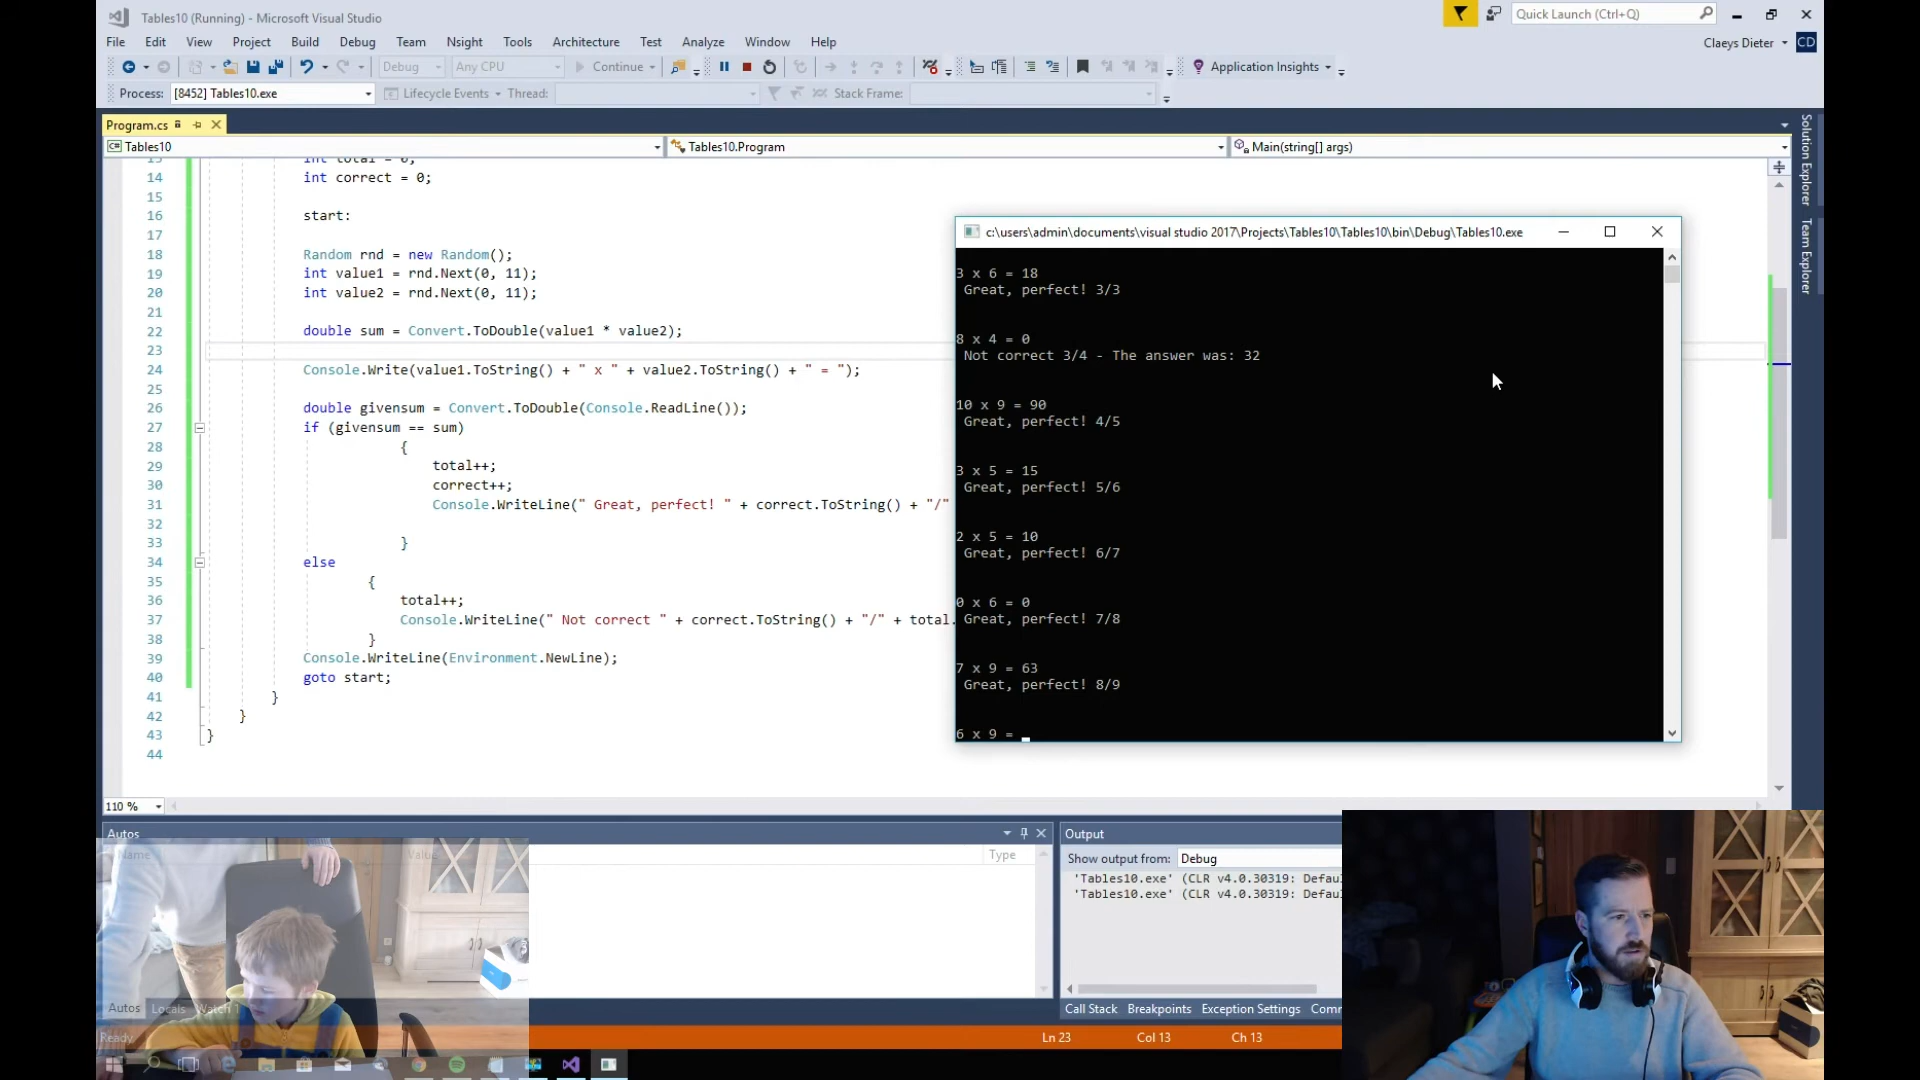 Tables10 (Running) - Microsoft Visual Studio
Quick Launch (Ctrl+Q)
File Edit View Project Build Debug Team Nsight Tools Architecture Test Analyze Window Help
Claeys Dieter CD
Debug Any CPU Continue Application Insights
Process: [8452] Tables10.exe Lifecycle Events Thread: Stack Frame:
Program.cs
Tables10 Tables10.Program Main(string[] args)
Solution Explorer
Team Explorer
13 int total = 0;
14 int correct = 0;
15
16 start:
17
18 Random rnd = new Random();
19 int value1 = rnd.Next(0, 11);
20 int value2 = rnd.Next(0, 11);
21
22 double sum = Convert.ToDouble(value1 * value2);
23
24 Console.Write(value1.ToString() + " x " + value2.ToString() + " = ");
25
26 double givensum = Convert.ToDouble(Console.ReadLine());
27 if (givensum == sum)
28 {
29 total++;
30 correct++;
31 Console.WriteLine(" Great, perfect! " + correct.ToString() + "/"
32
33 }
34 else
35 {
36 total++;
37 Console.WriteLine(" Not correct " + correct.ToString() + "/" + total.
38 }
39 Console.WriteLine(Environment.NewLine);
40 goto start;
41 }
42 }
43 }
44
c:\users\admin\documents\visual studio 2017\Projects\Tables10\Tables10\bin\Debug\Tables10.exe
3 x 6 = 18
Great, perfect! 3/3
8 x 4 = 0
Not correct 3/4 - The answer was: 32
10 x 9 = 90
Great, perfect! 4/5
3 x 5 = 15
Great, perfect! 5/6
2 x 5 = 10
Great, perfect! 6/7
0 x 6 = 0
Great, perfect! 7/8
7 x 9 = 63
Great, perfect! 8/9
6 x 9 =
110 %
Autos
Name Value Type
Autos Locals Watch 1
Output
Show output from: Debug
'Tables10.exe' (CLR v4.0.30319: Defau
'Tables10.exe' (CLR v4.0.30319: Defau
Call Stack Breakpoints Exception Settings Comm
Ready Ln 23 Col 13 Ch 13